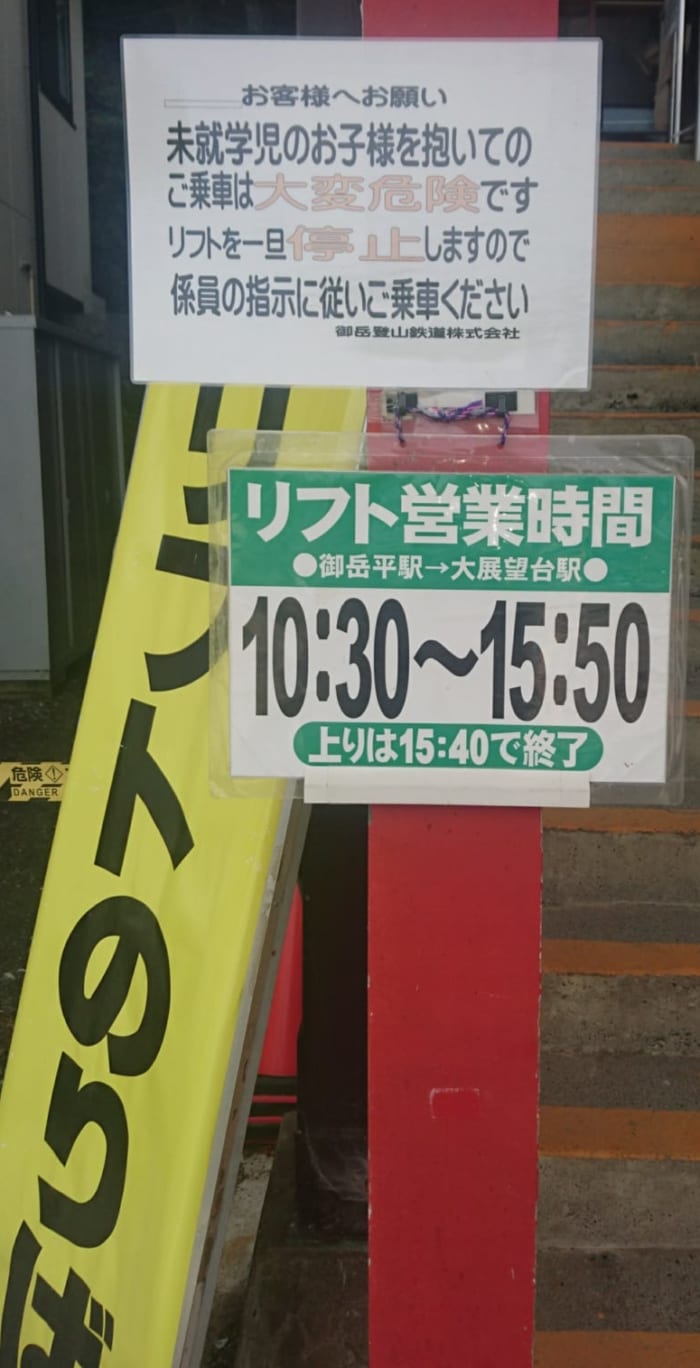 お客様へお願い
未就学児のお子様を抱いての
ご乗車は大変危険です
リフトを一旦停止しますので
係員の指示に従いご乗車ください
御岳登山鉄道株式会社
リフト営業時間
●御岳平駅→大展望台駅●
10:30～15:50
上りは15:40で終了
危険
DANGER